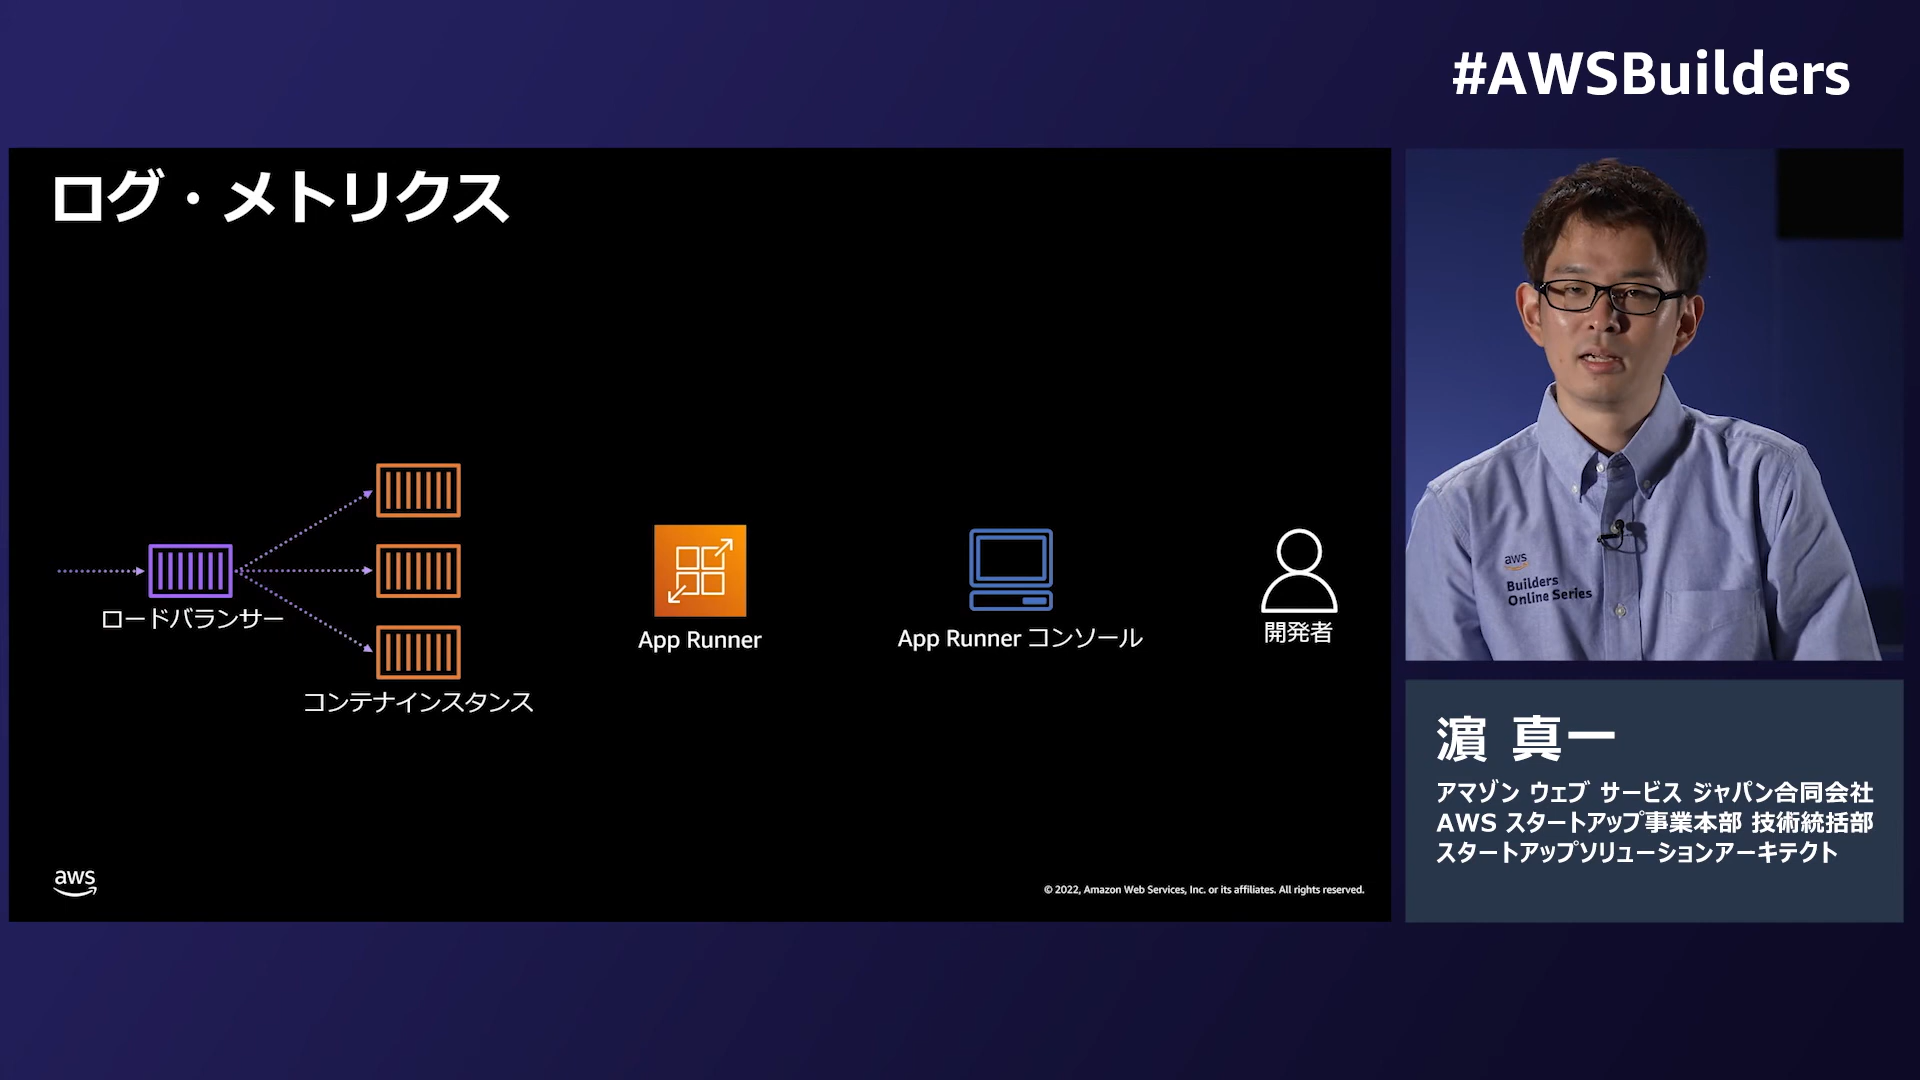 #AWSBuilders
ログ・メトリクス
ロードバランサー
コンテナインスタンス
App Runner
App Runner コンソール
開発者
aws
© 2022, Amazon Web Services, Inc. or its affiliates. All rights reserved.
aws
Builders
Online Series
濵 真一
アマゾン ウェブ サービス ジャパン合同会社
AWS スタートアップ事業本部 技術統括部
スタートアップソリューションアーキテクト